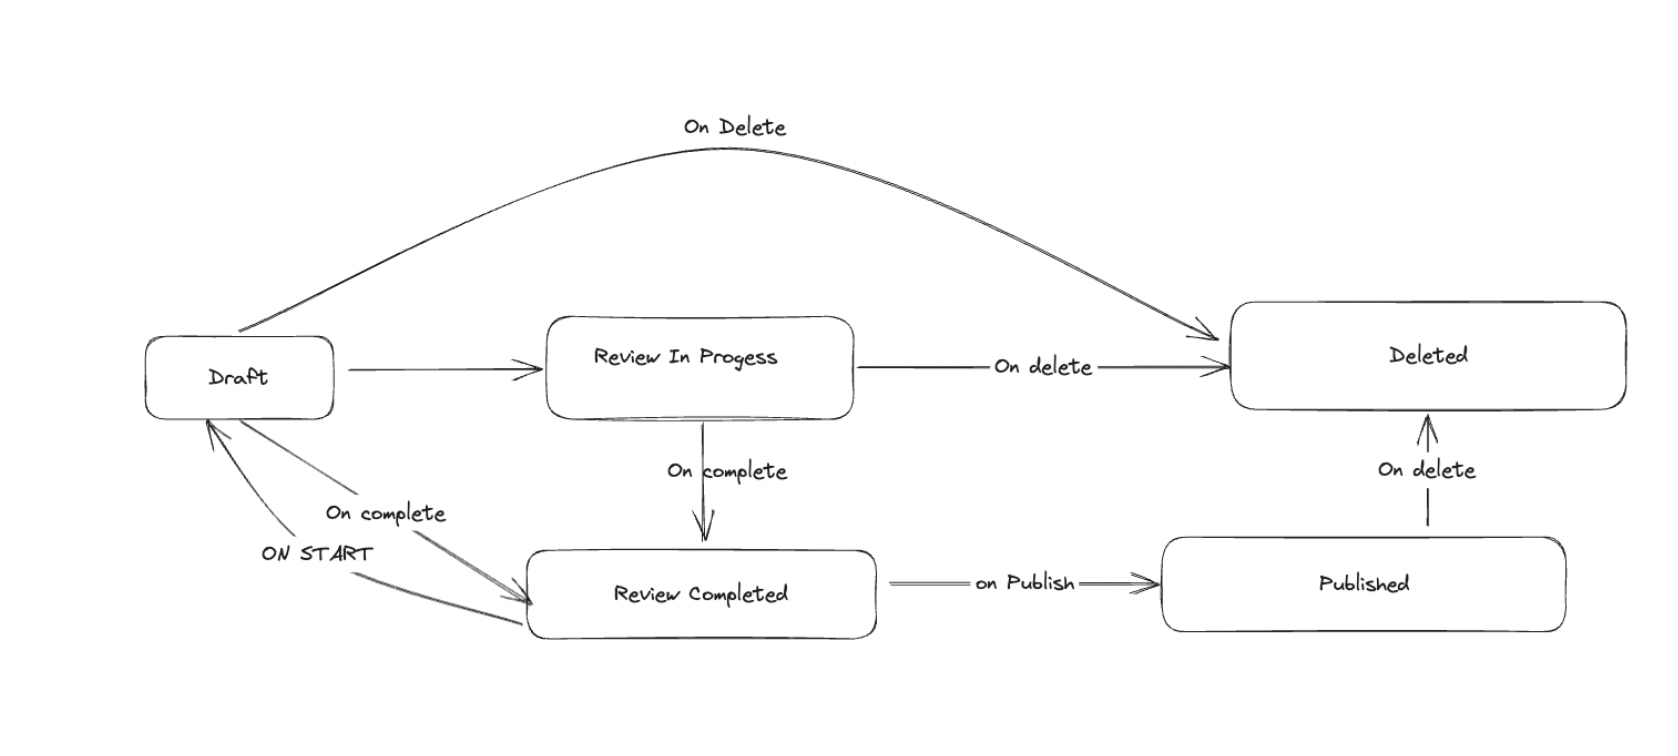 On Delete
Draft
Review In Progess
On delete
Deleted
On complete
On delete
On complete
ON START
Review Completed
on Publish
Published